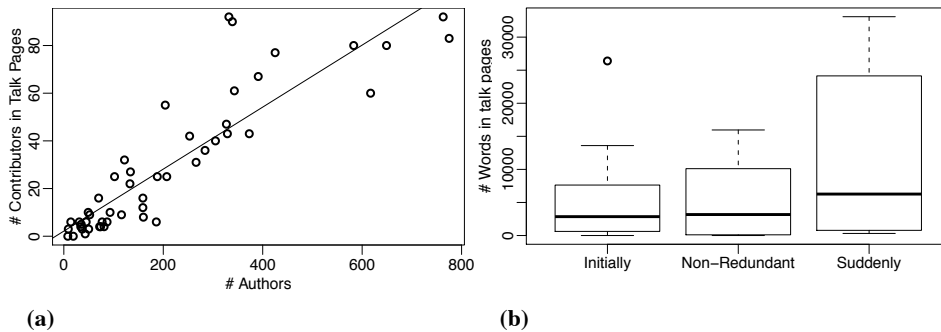 # Contributors in Talk Pages
80
60
40
20
0
0 200 400 600 800
# Authors
(a)
# Words in talk pages
30000
20000
10000
0
Initially Non-Redundant Suddenly
(b)